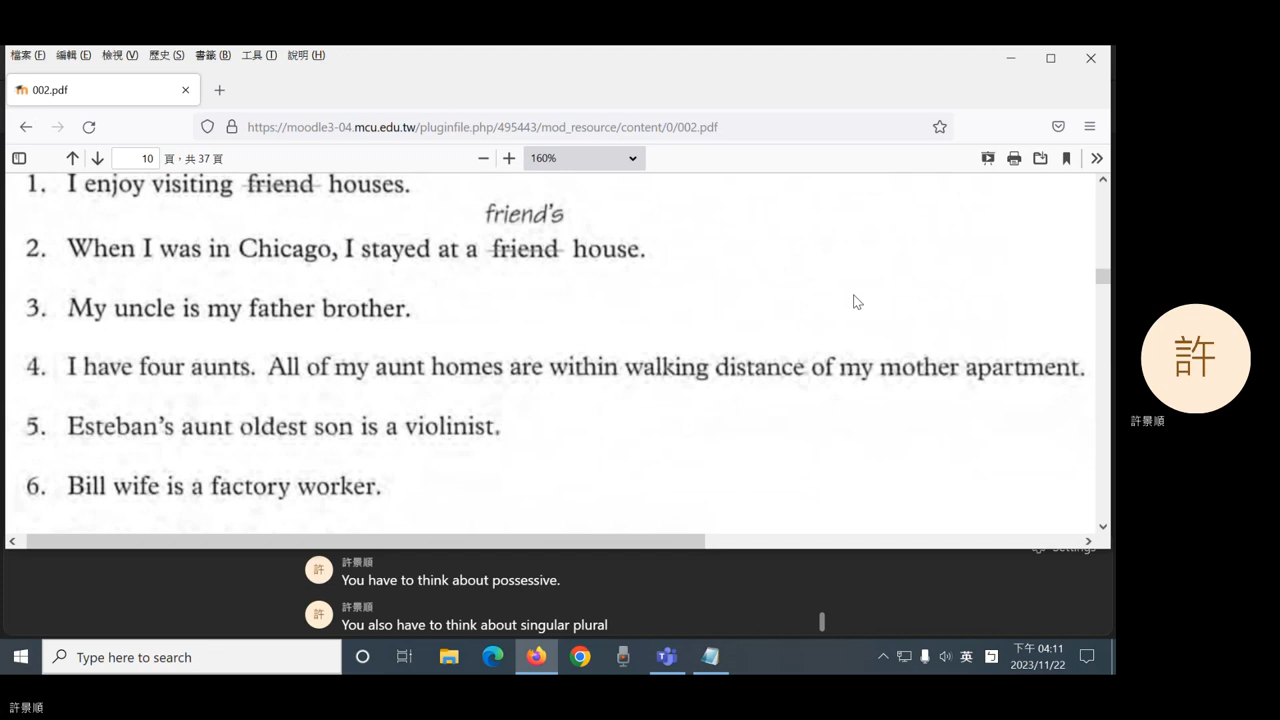 檔案 (F) 編輯 (E) 檢視 (V) 歷史 (S) 書籤 (B) 工具 (T) 說明 (H)
002.pdf
https://moodle3-04.mcu.edu.tw/pluginfile.php/495443/mod_resource/content/0/002.pdf
10 頁，共 37 頁 160%
1. I enjoy visiting friend houses.
friend's
2. When I was in Chicago, I stayed at a friend house.
3. My uncle is my father brother.
4. I have four aunts. All of my aunt homes are within walking distance of my mother apartment.
5. Esteban's aunt oldest son is a violinist.
6. Bill wife is a factory worker.
許
許景順
Settings
許 許景順
You have to think about possessive.
許 許景順
You also have to think about singular plural
Type here to search
英
下午 04:11
2023/11/22
許景順